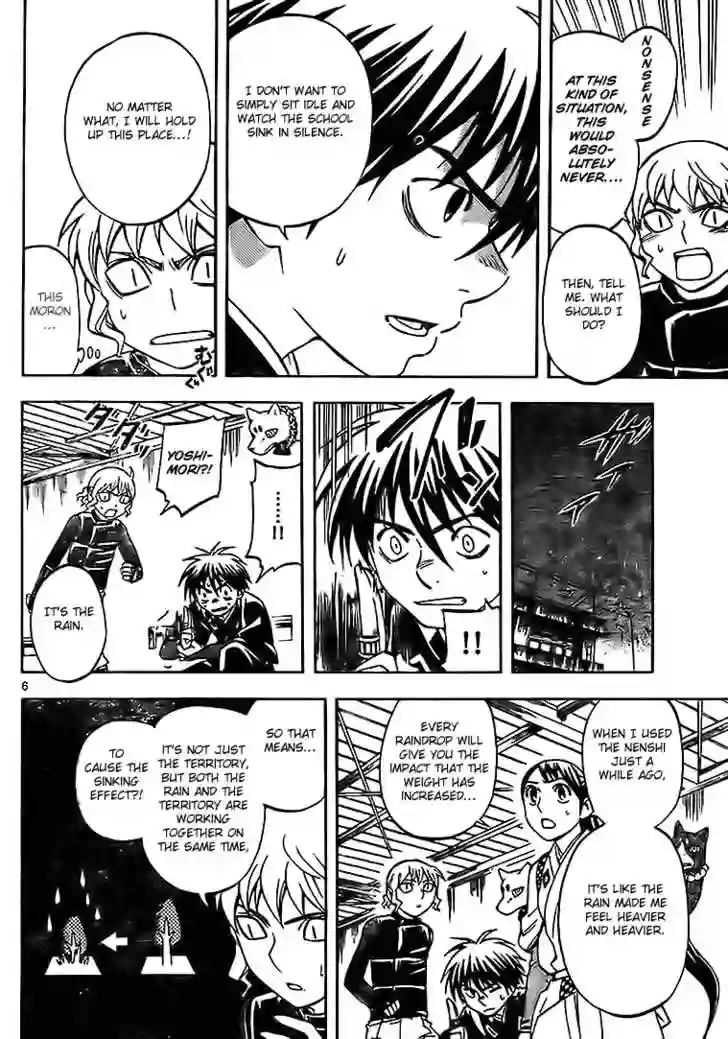 NONSENSE
AT THIS
KIND OF
SITUATION,
THIS
WOULD
ABSO-
LUTELY
NEVER....
THEN, TELL
ME. WHAT
SHOULD I
DO?
I DON'T WANT TO
SIMPLY SIT IDLE AND
WATCH THE SCHOOL
SINK IN SILENCE.
NO MATTER
WHAT, I WILL HOLD
UP THIS PLACE...!
THIS
MORON
...
!!
YOSHI-
MORI?!
......!!
IT'S THE
RAIN.
6
WHEN I USED
THE NENSHI
JUST A
WHILE AGO,
IT'S LIKE THE
RAIN MADE ME
FEEL HEAVIER
AND HEAVIER.
EVERY
RAINDROP WILL
GIVE YOU THE
IMPACT THAT
THE WEIGHT HAS
INCREASED...
SO THAT
MEANS...
IT'S NOT JUST
THE TERRITORY,
BUT BOTH THE
RAIN AND THE
TERRITORY ARE
WORKING
TOGETHER ON
THE SAME TIME,
TO
CAUSE THE
SINKING
EFFECT?!